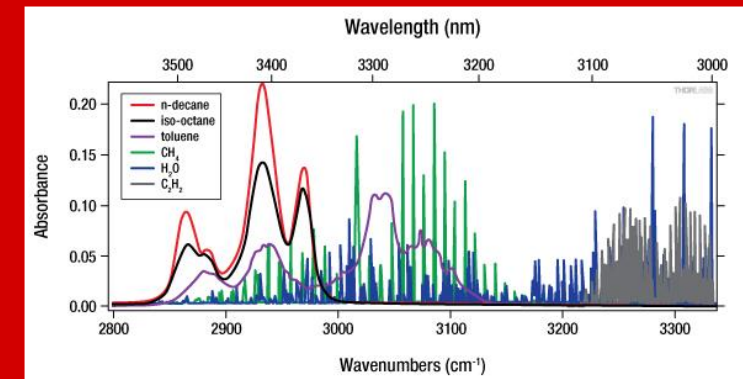 Wavelength (nm)
3500 3400 3300 3200 3100 3000
THORLABS
0.20
0.15
0.10
0.05
0.00
Absorbance
n-decane
iso-octane
toluene
CH₄
H₂O
C₂H₂
2800 2900 3000 3100 3200 3300
Wavenumbers (cm⁻¹)